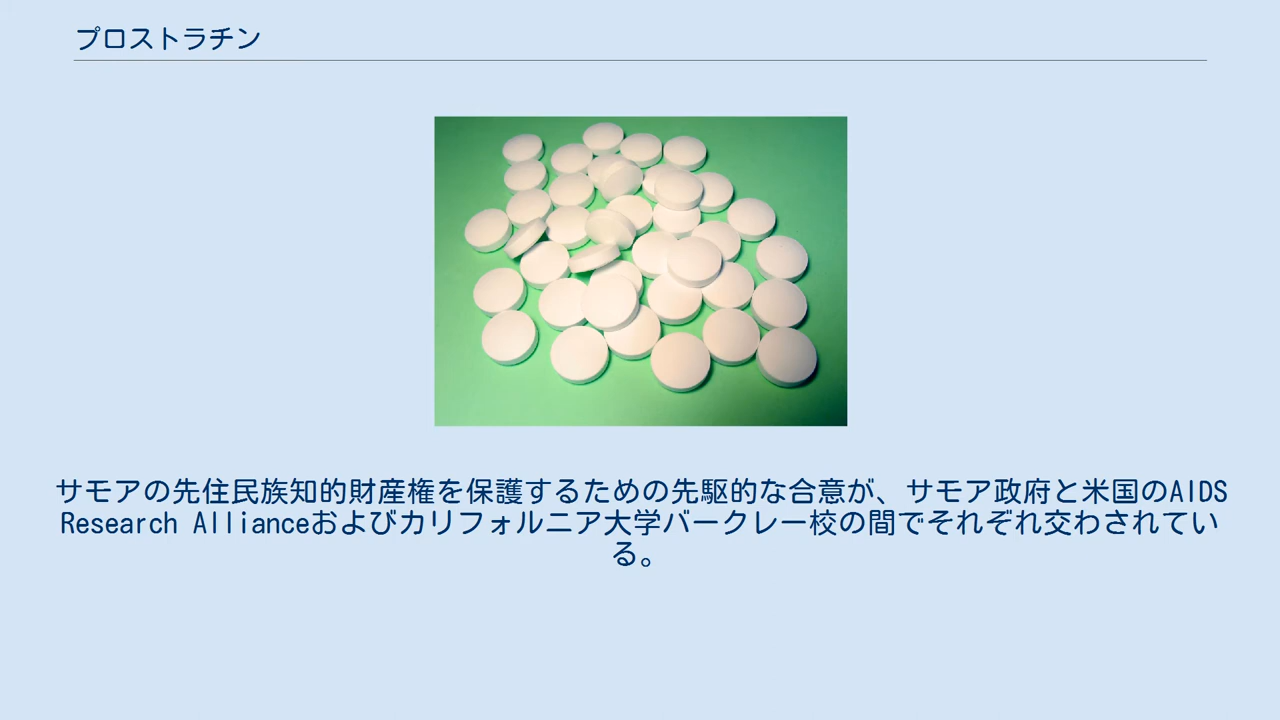 プロストラチン
サモアの先住民族知的財産権を保護するための先駆的な合意が、サモア政府と米国のAIDS
Research Allianceおよびカリフォルニア大学バークレー校の間でそれぞれ交わされてい
る。